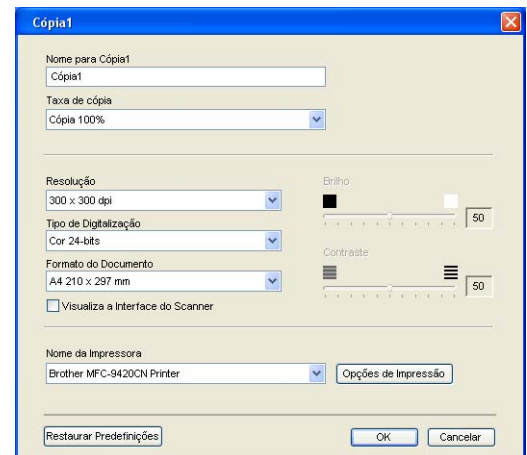 Cópia1
Nome para Cópia1
Cópia1
Taxa de cópia
Cópia 100%
Resolução
300 x 300 dpi
Tipo de Digitalização
Cor 24-bits
Formato do Documento
A4 210 x 297 mm
Visualiza a Interface do Scanner
Brilho
50
Contraste
50
Nome da Impressora
Brother MFC-9420CN Printer
Opções de Impressão
Restaurar Predefinições
OK
Cancelar